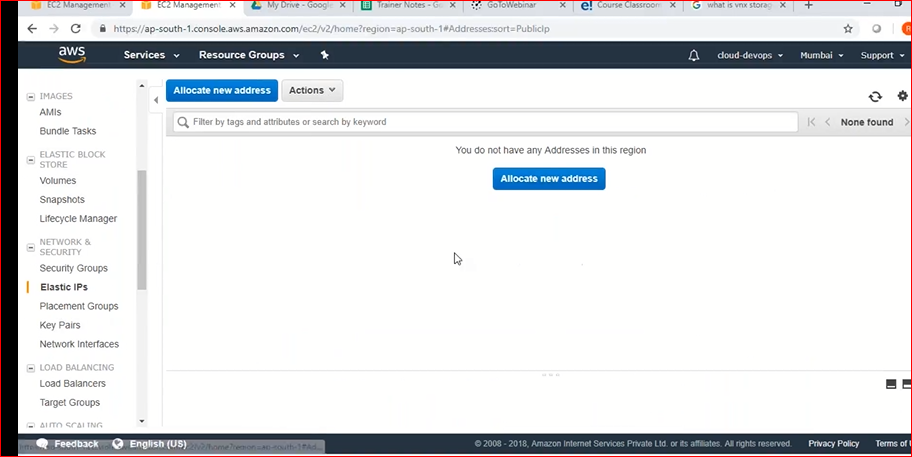 EC2 Management
EC2 Management
My Drive - Google
Trainer Notes - Go
GoToWebinar
Course Classroom
what is vnx storag
https://ap-south-1.console.aws.amazon.com/ec2/v2/home?region=ap-south-1#Addresses:sort=PublicIp
aws
Services
Resource Groups
cloud-devops
Mumbai
Support
IMAGES
AMIs
Bundle Tasks
ELASTIC BLOCK
STORE
Volumes
Snapshots
Lifecycle Manager
NETWORK &
SECURITY
Security Groups
Elastic IPs
Placement Groups
Key Pairs
Network Interfaces
LOAD BALANCING
Load Balancers
Target Groups
AUTO SCALING
Allocate new address
Actions
Filter by tags and attributes or search by keyword
None found
You do not have any Addresses in this region
Allocate new address
Feedback
English (US)
© 2008 - 2018, Amazon Internet Services Private Ltd. or its affiliates. All rights reserved.
Privacy Policy
Terms of